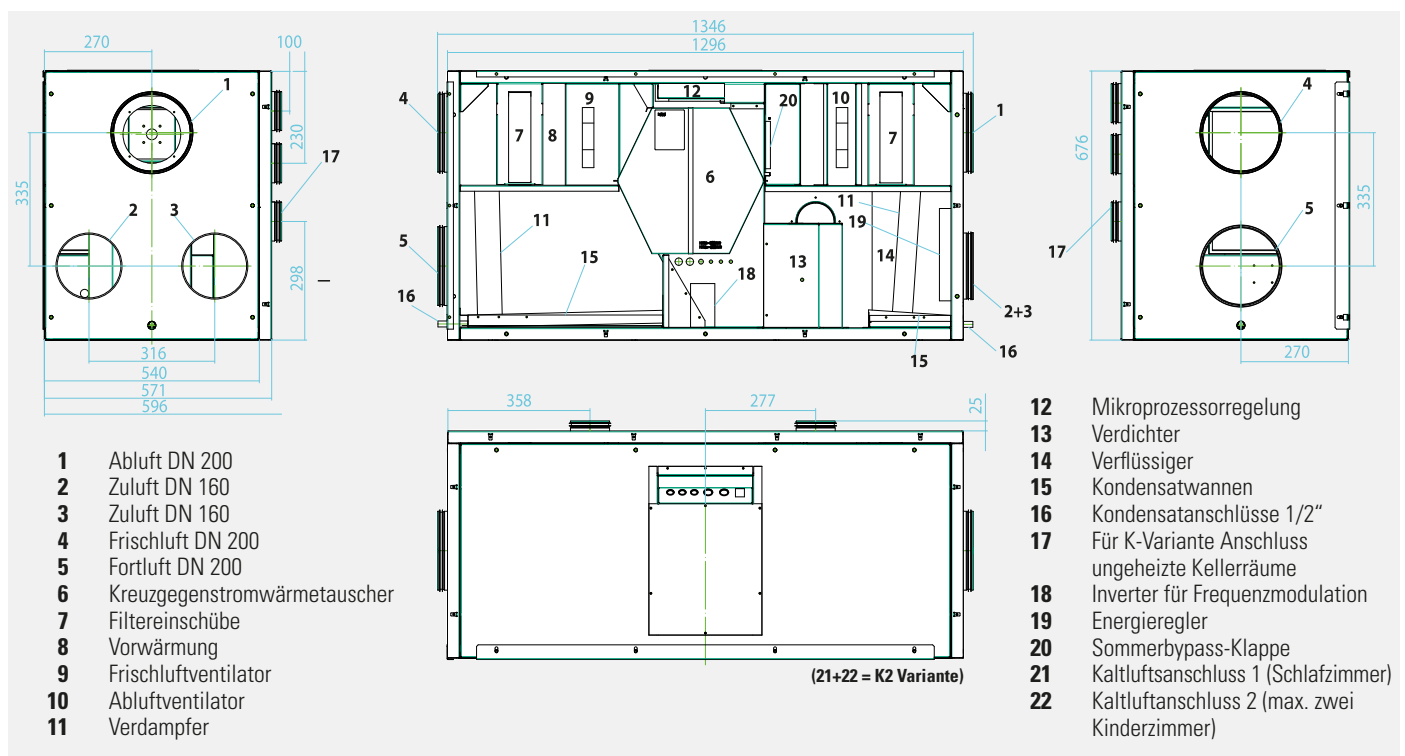 1346
1296
270
100
1
230
335
17
2
3
298
–
316
540
571
596
4
12
20
10
9
1
7
8
7
6
11
11
5
19
15
13
14
18
16
2+3
16
15
4
676
335
5
17
270
358
277
25
(21+22 = K2 Variante)
1 Abluft DN 200
2 Zuluft DN 160
3 Zuluft DN 160
4 Frischluft DN 200
5 Fortluft DN 200
6 Kreuzgegenstromwärmetauscher
7 Filtereinschübe
8 Vorwärmung
9 Frischluftventilator
10 Abluftventilator
11 Verdampfer
12 Mikroprozessorregelung
13 Verdichter
14 Verflüssiger
15 Kondensatwannen
16 Kondensatanschlüsse 1/2“
17 Für K-Variante Anschluss
ungeheizte Kellerräume
18 Inverter für Frequenzmodulation
19 Energieregler
20 Sommerbypass-Klappe
21 Kaltluftsanschluss 1 (Schlafzimmer)
22 Kaltluftanschluss 2 (max. zwei
Kinderzimmer)